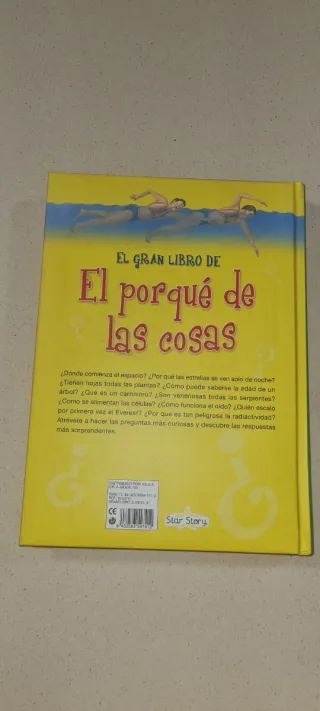 EL GRAN LIBRO DE
El porqué de
las cosas
¿Donde comienza el espacio? ¿Por qué las estrellas se ven solo de noche?
¿Tienen hojas todas las plantas? ¿Cómo puede saberse la edad de un
árbol? ¿Qué es un carnívoro? ¿Son venenosas todas las serpientes?
¿Cómo se alimentan las células? ¿Cómo funciona el oído? ¿Quién escaló
por primera vez el Everest? ¿Por qué es tan peligrosa la radiactividad?
Atrévete a hacer las preguntas más curiosas y descubre las respuestas
más sorprendentes.
CE
Star Story